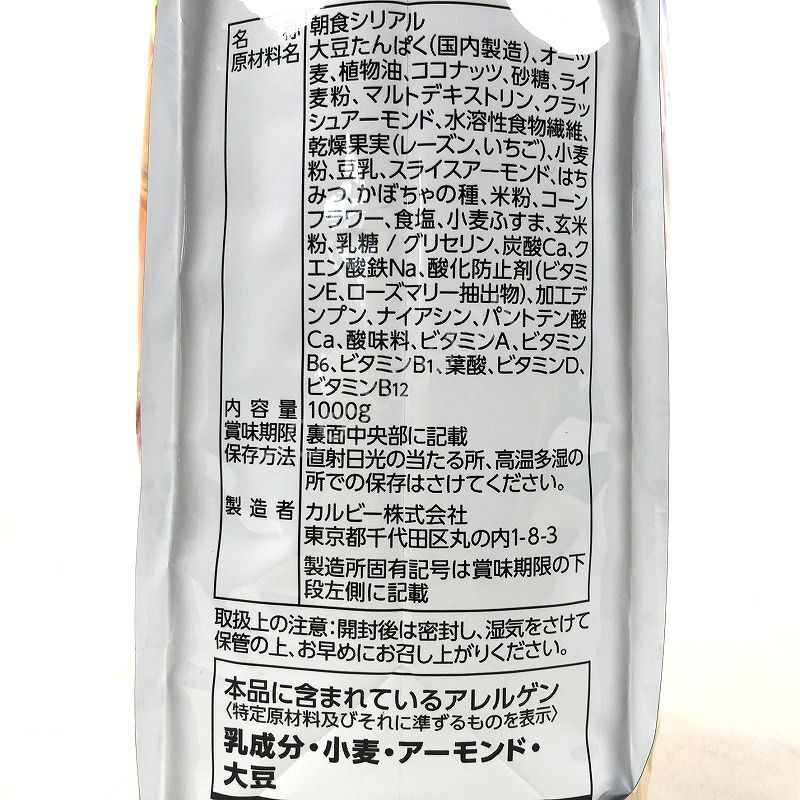 名称 朝食シリアル
原材料名 大豆たんぱく(国内製造)、オーツ
麦、植物油、ココナッツ、砂糖、ライ
麦粉、マルトデキストリン、クラッ
シュアーモンド、水溶性食物繊維、
乾燥果実(レーズン、いちご)、小麦
粉、豆乳、スライスアーモンド、はち
みつ、かぼちゃの種、米粉、コーン
フラワー、食塩、小麦ふすま、玄米
粉、乳糖 / グリセリン、炭酸Ca、ク
エン酸鉄Na、酸化防止剤(ビタミ
ンE、ローズマリー抽出物)、加工デ
ンプン、ナイアシン、パントテン酸
Ca、酸味料、ビタミンA、ビタミン
B6、ビタミンB1、葉酸、ビタミンD、
ビタミンB12
内容量 1000g
賞味期限 裏面中央部に記載
保存方法 直射日光の当たる所、高温多湿の
所での保存はさけてください。
製造者 カルビー株式会社
東京都千代田区丸の内1-8-3
製造所固有記号は賞味期限の下
段左側に記載
取扱上の注意:開封後は密封し、湿気をさけて
保管の上、お早めにお召し上がりください。
本品に含まれているアレルゲン
〈特定原材料及びそれに準ずるものを表示〉
乳成分・小麦・アーモンド・
大豆